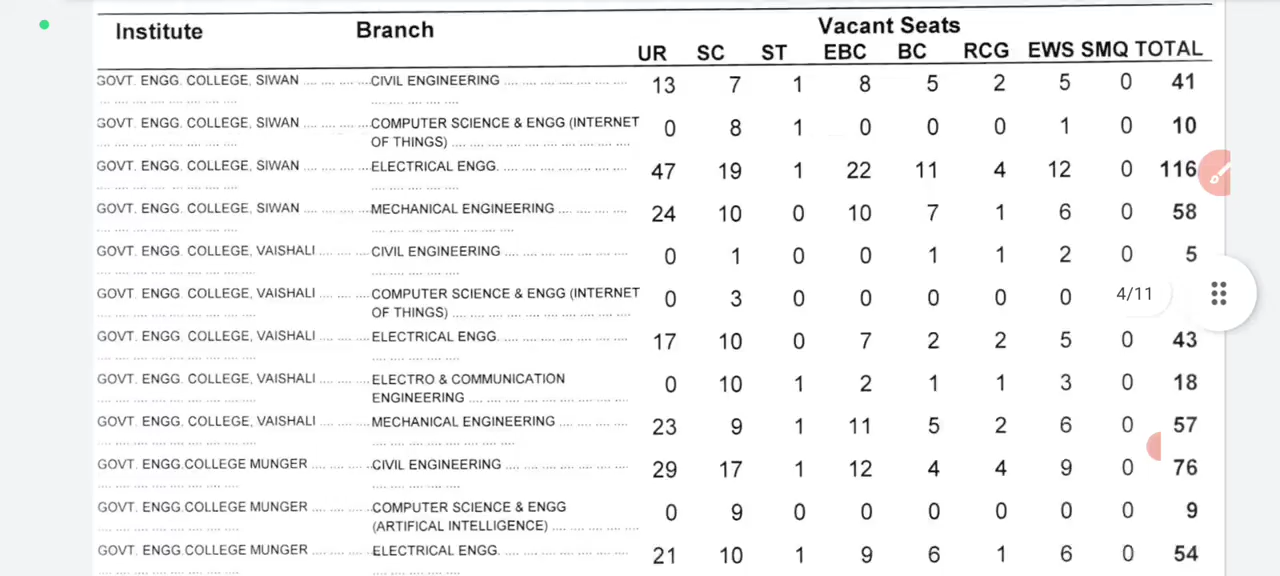 Institute Branch Vacant Seats
UR SC ST EBC BC RCG EWS SMQ TOTAL
GOVT. ENGG. COLLEGE, SIWAN .... .... .... ....CIVIL ENGINEERING .... .... .... .... .... .... .... 13 7 1 8 5 2 5 0 41
.... .... .... .... .... .... .... .... .... .... ....
GOVT. ENGG. COLLEGE, SIWAN .... .... .... ....COMPUTER SCIENCE & ENGG (INTERNET 0 8 1 0 0 0 1 0 10
.... .... .... .... .... .... .... OF THINGS) .... .... .... .... .... .... .... .... .... ....
GOVT. ENGG. COLLEGE, SIWAN .... .... .... ....ELECTRICAL ENGG. .... .... .... .... .... .... .... 47 19 1 22 11 4 12 0 116
.... .... .... .... .... .... .... .... .... .... ....
GOVT. ENGG. COLLEGE, SIWAN .... .... .... ....MECHANICAL ENGINEERING .... .... .... .... 24 10 0 10 7 1 6 0 58
.... .... .... .... .... .... .... .... .... .... .... .... .... ....
GOVT. ENGG. COLLEGE, VAISHALI .... .... ....CIVIL ENGINEERING .... .... .... .... .... .... .... 0 1 0 0 1 1 2 0 5
.... .... .... .... .... .... .... .... .... .... .... ....
GOVT. ENGG. COLLEGE, VAISHALI .... .... ....COMPUTER SCIENCE & ENGG (INTERNET 0 3 0 0 0 0 0 4/11
.... .... .... .... .... .... .... .... OF THINGS) .... .... .... .... .... .... .... .... .... ....
GOVT. ENGG. COLLEGE, VAISHALI .... .... ....ELECTRICAL ENGG. .... .... .... .... .... .... .... 17 10 0 7 2 2 5 0 43
.... .... .... .... .... .... .... .... .... .... .... ....
GOVT. ENGG. COLLEGE, VAISHALI .... .... ....ELECTRO & COMMUNICATION 0 10 1 2 1 1 3 0 18
.... .... .... .... .... .... .... .... ENGINEERING .... .... .... .... .... .... .... .... ....
GOVT. ENGG. COLLEGE, VAISHALI .... .... ....MECHANICAL ENGINEERING .... .... .... .... 23 9 1 11 5 2 6 0 57
.... .... .... .... .... .... .... .... .... .... .... .... .... .... ....
GOVT. ENGG.COLLEGE MUNGER .... .... ....CIVIL ENGINEERING .... .... .... .... .... .... .... 29 17 1 12 4 4 9 0 76
.... .... .... .... .... .... .... .... .... .... ....
GOVT. ENGG.COLLEGE MUNGER .... .... ....COMPUTER SCIENCE & ENGG 0 9 0 0 0 0 0 0 9
.... .... .... .... .... .... .... (ARTIFICAL INTELLIGENCE) .... .... .... .... .... ....
GOVT. ENGG.COLLEGE MUNGER .... .... ....ELECTRICAL ENGG. .... .... .... .... .... .... .... 21 10 1 9 6 1 6 0 54
.... .... .... .... .... .... .... .... .... .... ....